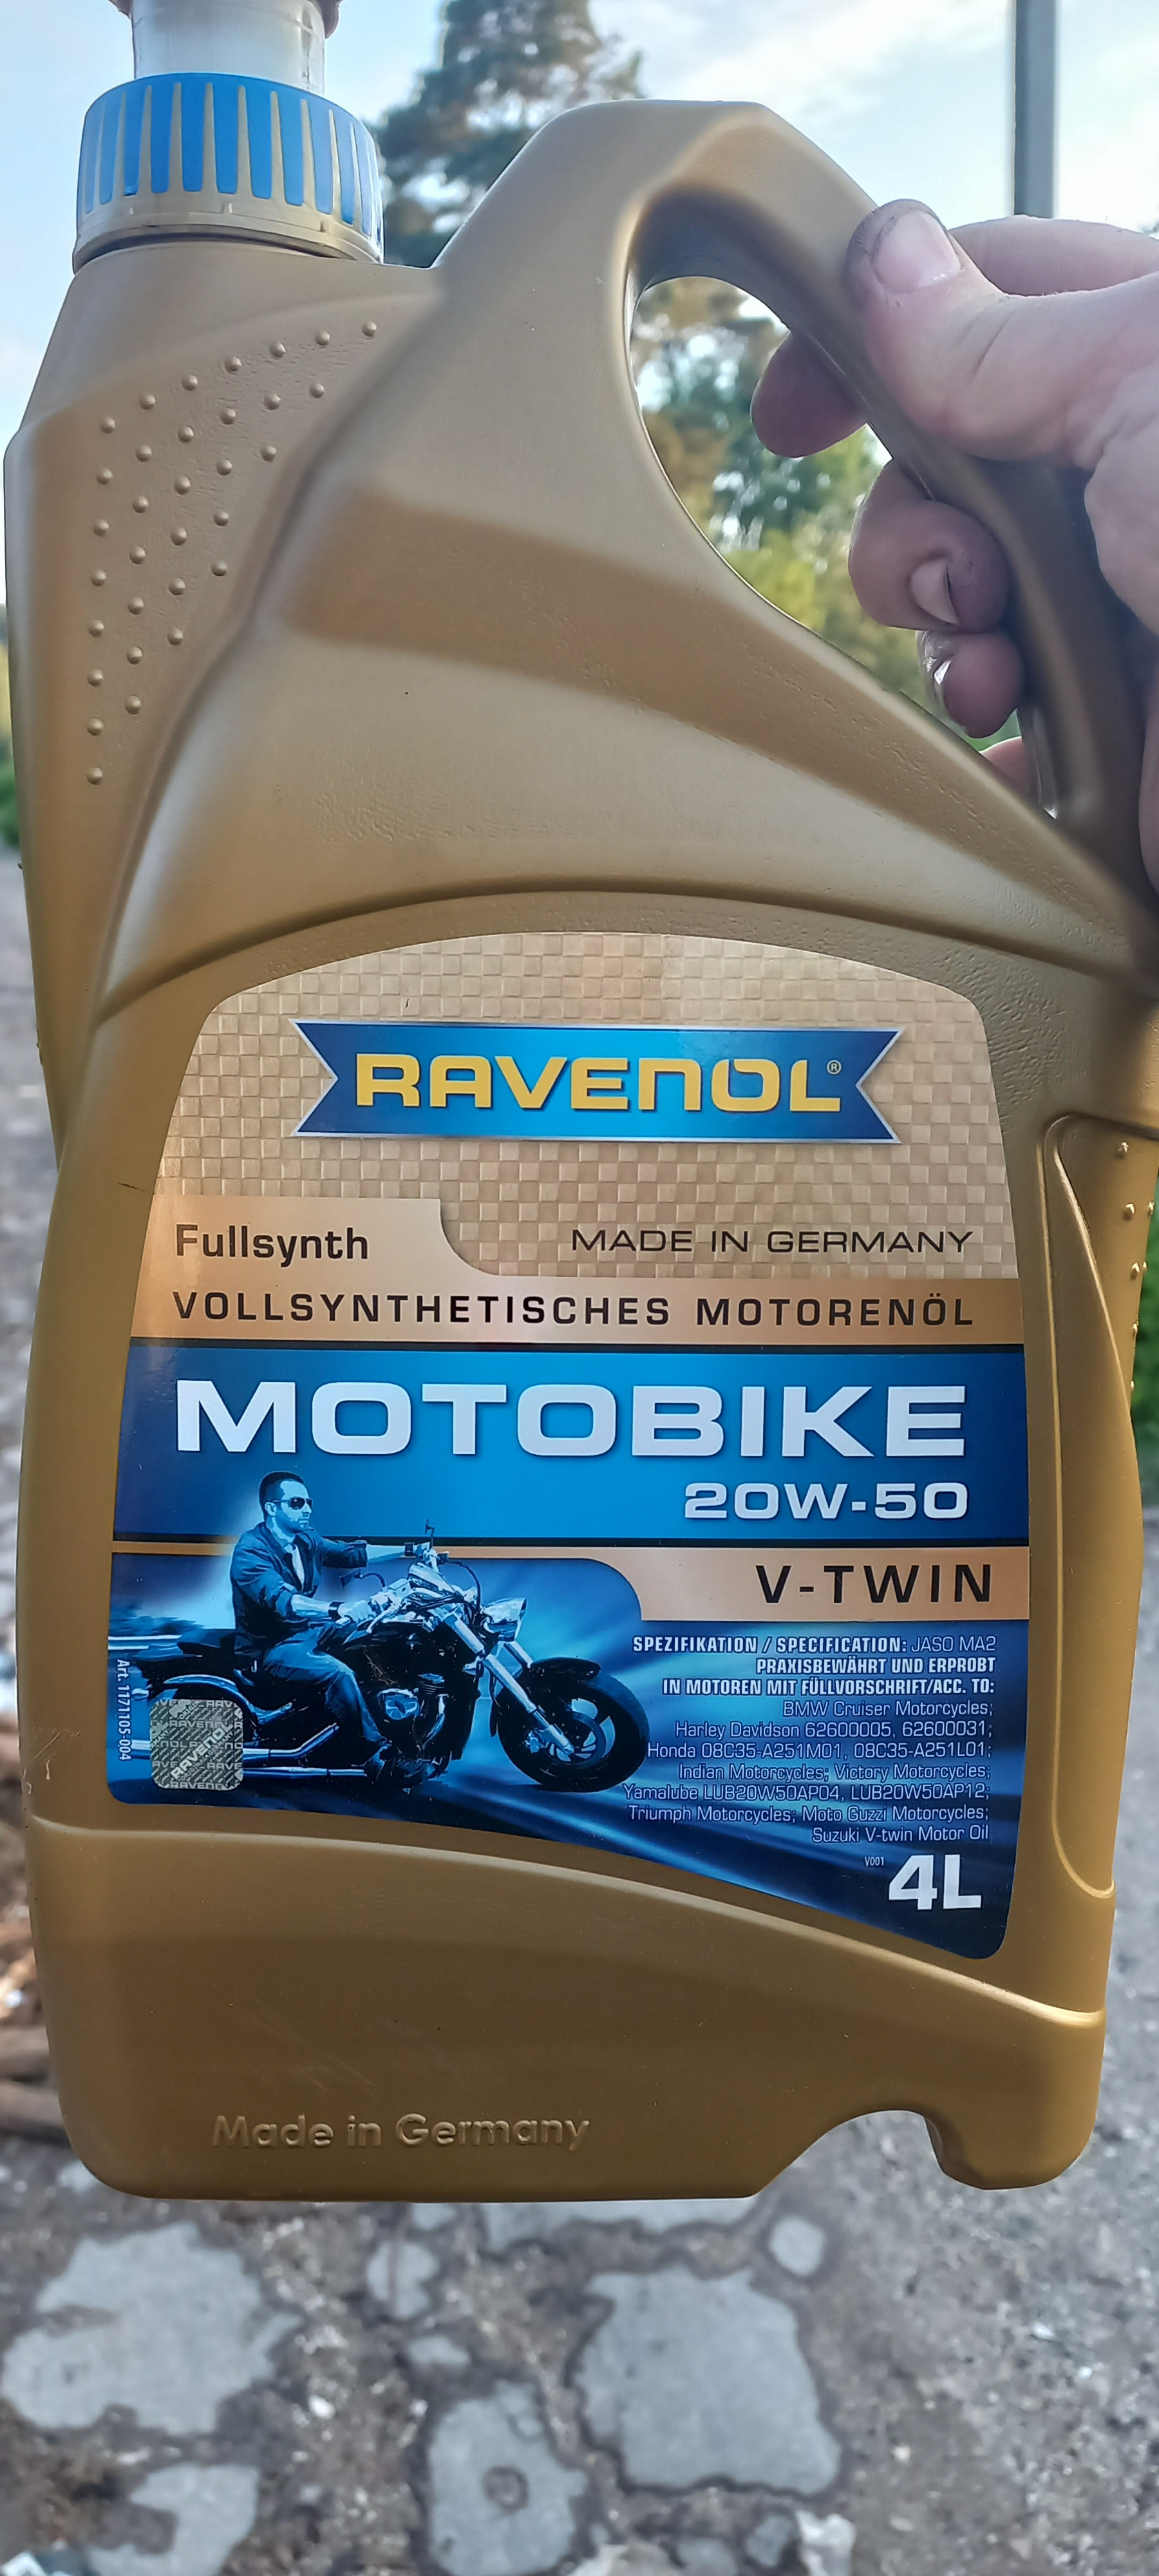 RAVENOL®
Fullsynth
MADE IN GERMANY
VOLLSYNTHETISCHES MOTORENÖL
MOTOBIKE
20W-50
V-TWIN
SPEZIFIKATION / SPECIFICATION: JASO MA2
PRAXISBEWÄHRT UND ERPROBT
IN MOTOREN MIT FÜLLVORSCHRIFT/ACC. TO:
BMW Cruiser Motorcycles;
Harley Davidson 62600005, 62600031;
Honda 08C35-A251M01, 08C35-A251L01;
Indian Motorcycles; Victory Motorcycles;
Yamalube LUB20W50AP04, LUB20W50AP12;
Triumph Motorcycles; Moto Guzzi Motorcycles;
Suzuki V-twin Motor Oil
V001
4L
Art. 1171105-004
RAVENOL
Made in Germany